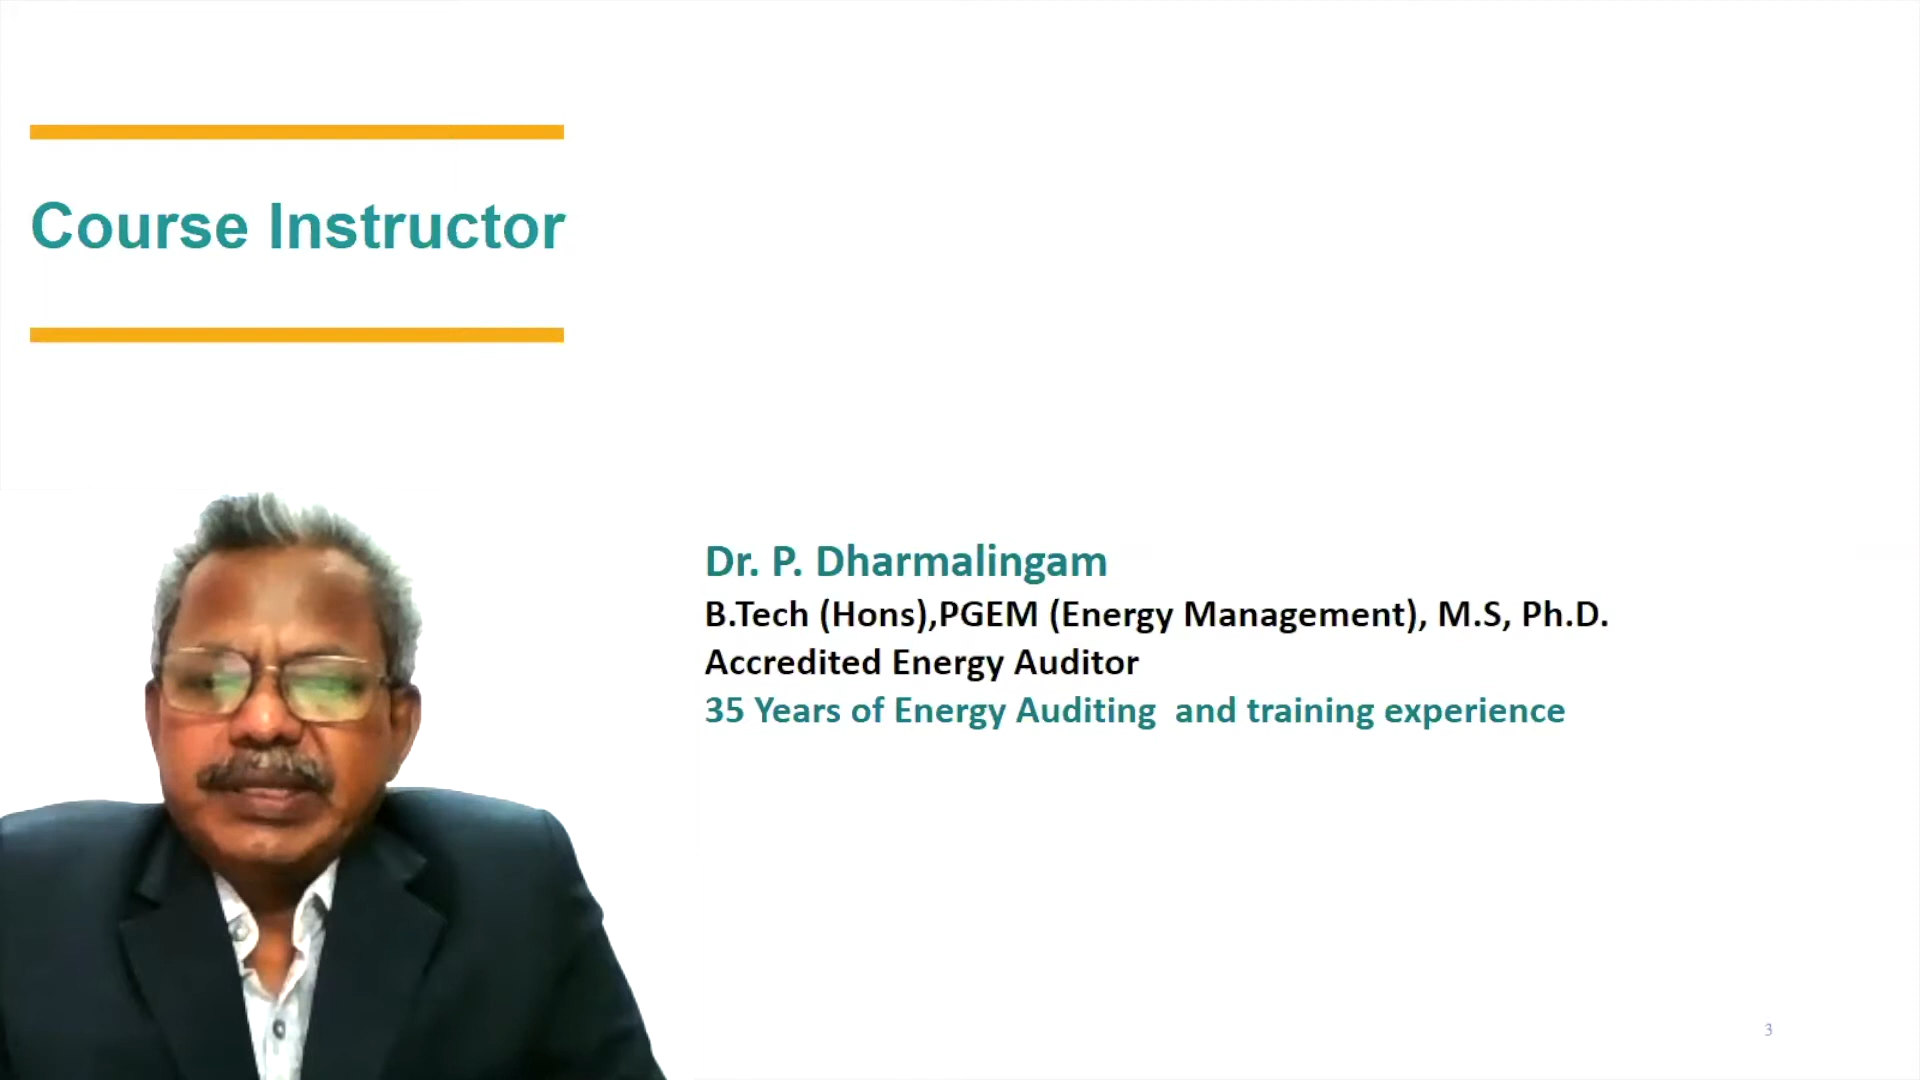 Course Instructor
Dr. P. Dharmalingam
B.Tech (Hons),PGEM (Energy Management), M.S, Ph.D.
Accredited Energy Auditor
35 Years of Energy Auditing  and training experience
3